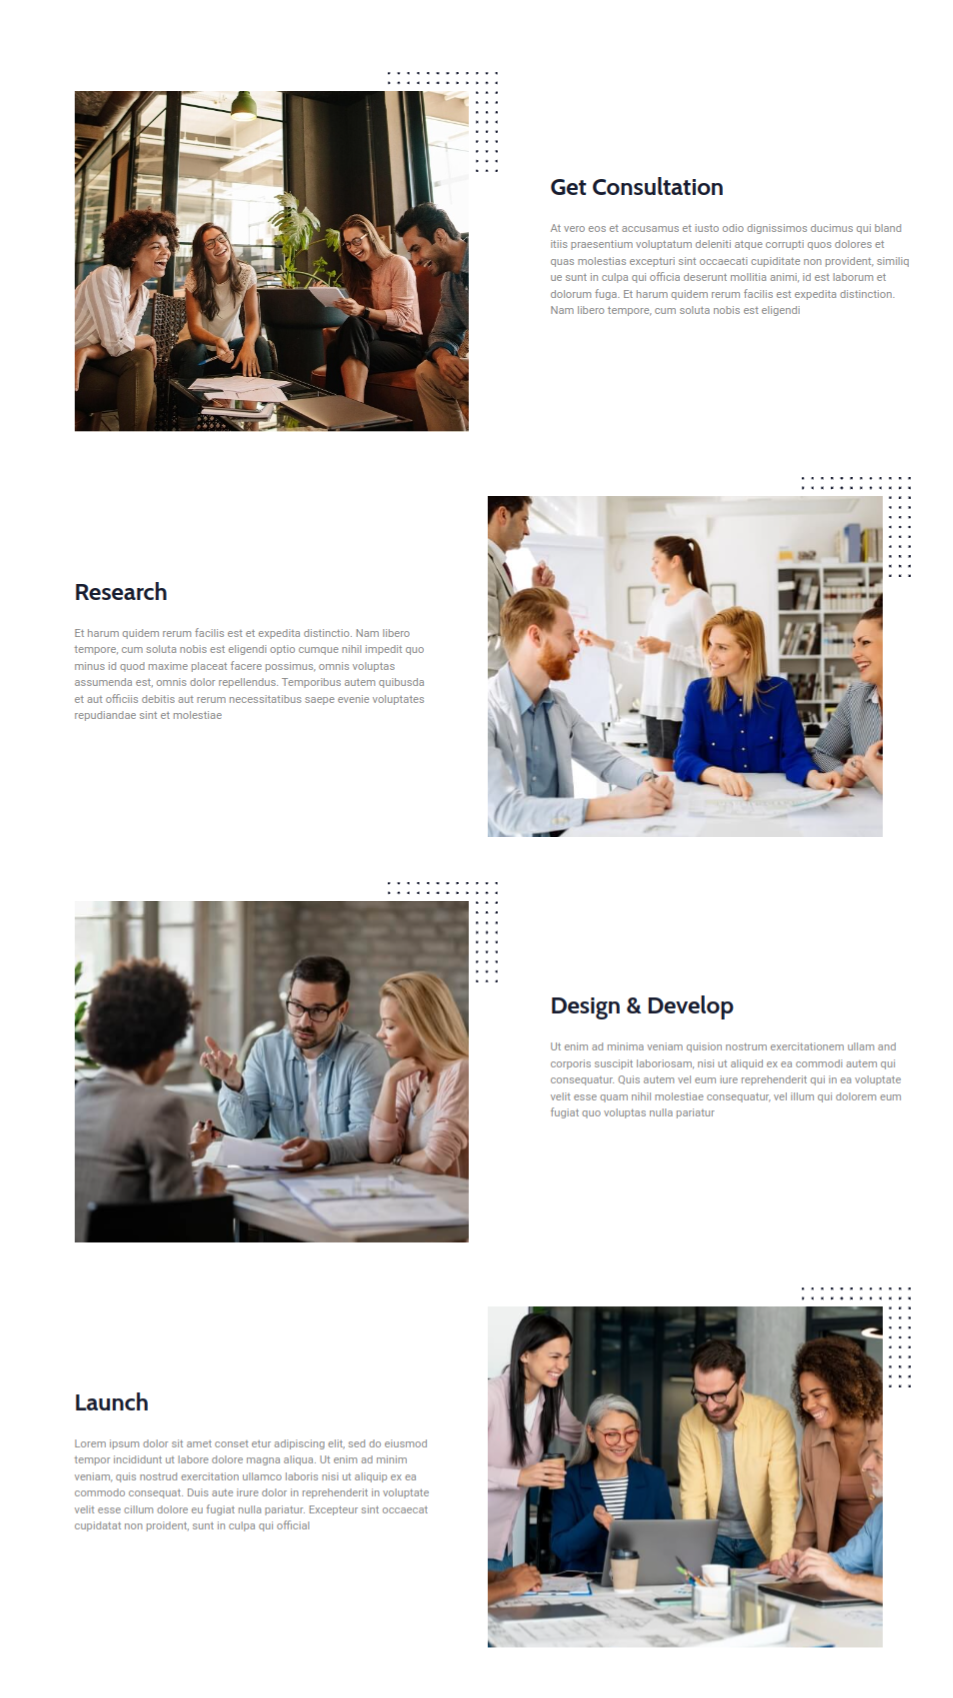 Get Consultation
At vero eos et accusamus et iusto odio dignissimos ducimus qui bland
itiis praesentium voluptatum deleniti atque corrupti quos dolores et
quas molestias excepturi sint occaecati cupiditate non provident, similiq
ue sunt in culpa qui officia deserunt mollitia animi, id est laborum et
dolorum fuga. Et harum quidem rerum facilis est expedita distinction.
Nam libero tempore, cum soluta nobis est eligendi
Research
Et harum quidem rerum facilis est et expedita distinctio. Nam libero
tempore, cum soluta nobis est eligendi optio cumque nihil impedit quo
minus id quod maxime placeat facere possimus, omnis voluptas
assumenda est, omnis dolor repellendus. Temporibus autem quibusda
et aut officiis debitis aut rerum necessitatibus saepe evenie voluptates
repudiandae sint et molestiae
Design & Develop
Ut enim ad minima veniam quision nostrum exercitationem ullam and
corporis suscipit laboriosam, nisi ut aliquid ex ea commodi autem qui
consequatur. Quis autem vel eum iure reprehenderit qui in ea voluptate
velit esse quam nihil molestiae consequatur, vel illum qui dolorem eum
fugiat quo voluptas nulla pariatur
Launch
Lorem ipsum dolor sit amet conset etur adipiscing elit, sed do eiusmod
tempor incididunt ut labore dolore magna aliqua. Ut enim ad minim
veniam, quis nostrud exercitation ullamco laboris nisi ut aliquip ex ea
commodo consequat. Duis aute irure dolor in reprehenderit in voluptate
velit esse cillum dolore eu fugiat nulla pariatur. Excepteur sint occaecat
cupidatat non proident, sunt in culpa qui official